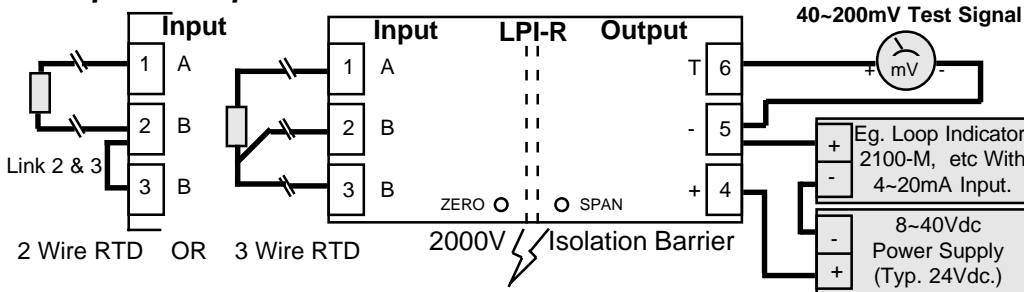 40~200mV Test Signal
Input
Input LPI-R Output
1 A
2 B
3 B
Link 2 & 3
1 A
2 B
3 B
ZERO SPAN
T 6
- 5
+ 4
+ mV -
+
-
Eg. Loop Indicator
2100-M, etc With
4~20mA Input.
-
+
8~40Vdc
Power Supply
(Typ. 24Vdc.)
2 Wire RTD OR 3 Wire RTD
2000V Isolation Barrier